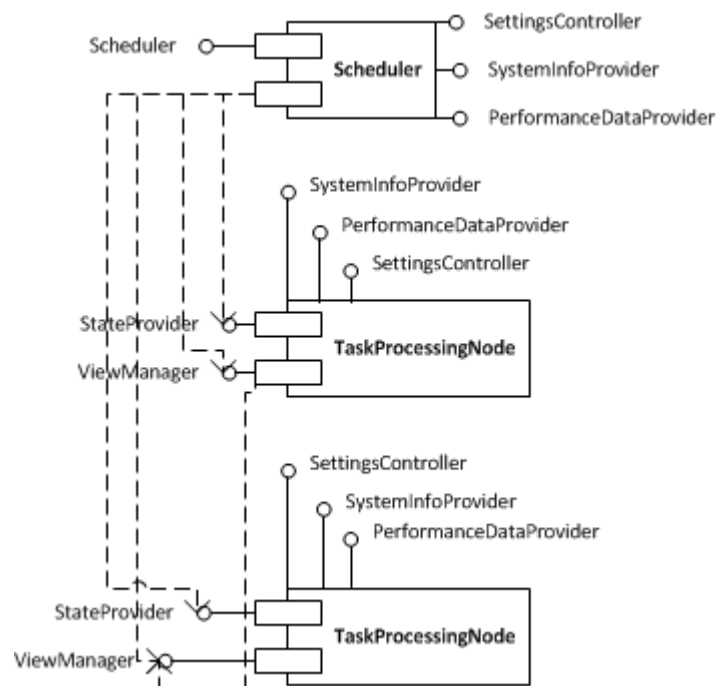 SettingsController
Scheduler
Scheduler
SystemInfoProvider
PerformanceDataProvider
SystemInfoProvider
PerformanceDataProvider
SettingsController
StateProvider
TaskProcessingNode
ViewManager
SettingsController
SystemInfoProvider
PerformanceDataProvider
StateProvider
TaskProcessingNode
ViewManager